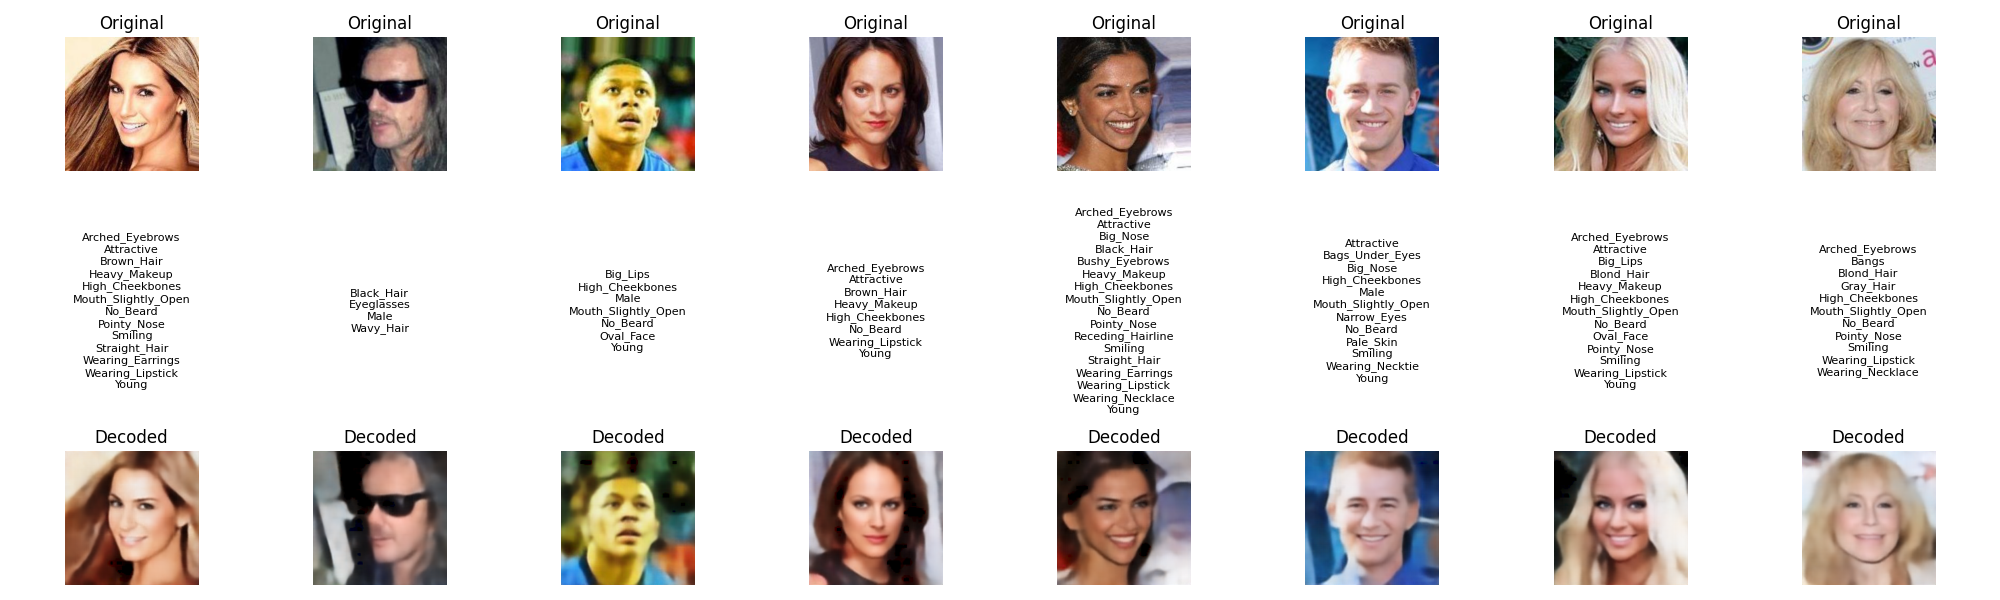 Original Original Original Original Original Original Original Original
Arched_Eyebrows
Attractive
Brown_Hair
Heavy_Makeup
High_Cheekbones
Mouth_Slightly_Open
No_Beard
Pointy_Nose
Smiling
Straight_Hair
Wearing_Earrings
Wearing_Lipstick
Young
Black_Hair
Eyeglasses
Male
Wavy_Hair
Big_Lips
High_Cheekbones
Male
Mouth_Slightly_Open
No_Beard
Oval_Face
Young
Arched_Eyebrows
Attractive
Brown_Hair
Heavy_Makeup
High_Cheekbones
No_Beard
Wearing_Lipstick
Young
Arched_Eyebrows
Attractive
Big_Nose
Black_Hair
Bushy_Eyebrows
Heavy_Makeup
High_Cheekbones
Mouth_Slightly_Open
No_Beard
Pointy_Nose
Receding_Hairline
Smiling
Straight_Hair
Wearing_Earrings
Wearing_Lipstick
Wearing_Necklace
Young
Attractive
Bags_Under_Eyes
Big_Nose
High_Cheekbones
Male
Mouth_Slightly_Open
Narrow_Eyes
No_Beard
Pale_Skin
Smiling
Wearing_Necktie
Young
Arched_Eyebrows
Attractive
Big_Lips
Blond_Hair
Heavy_Makeup
High_Cheekbones
Mouth_Slightly_Open
No_Beard
Oval_Face
Pointy_Nose
Smiling
Wearing_Lipstick
Young
Arched_Eyebrows
Bangs
Blond_Hair
Gray_Hair
High_Cheekbones
Mouth_Slightly_Open
No_Beard
Pointy_Nose
Smiling
Wearing_Lipstick
Wearing_Necklace
Decoded Decoded Decoded Decoded Decoded Decoded Decoded Decoded